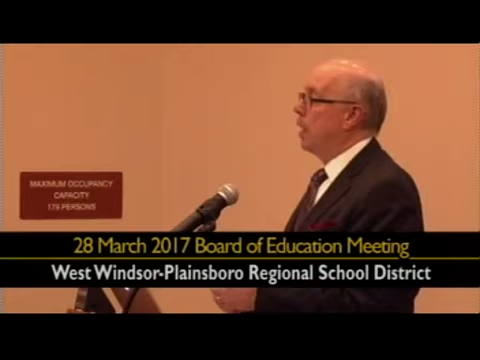 MAXIMUM OCCUPANCY
CAPACITY
179 PERSONS
28 March 2017 Board of Education Meeting
West Windsor-Plainsboro Regional School District